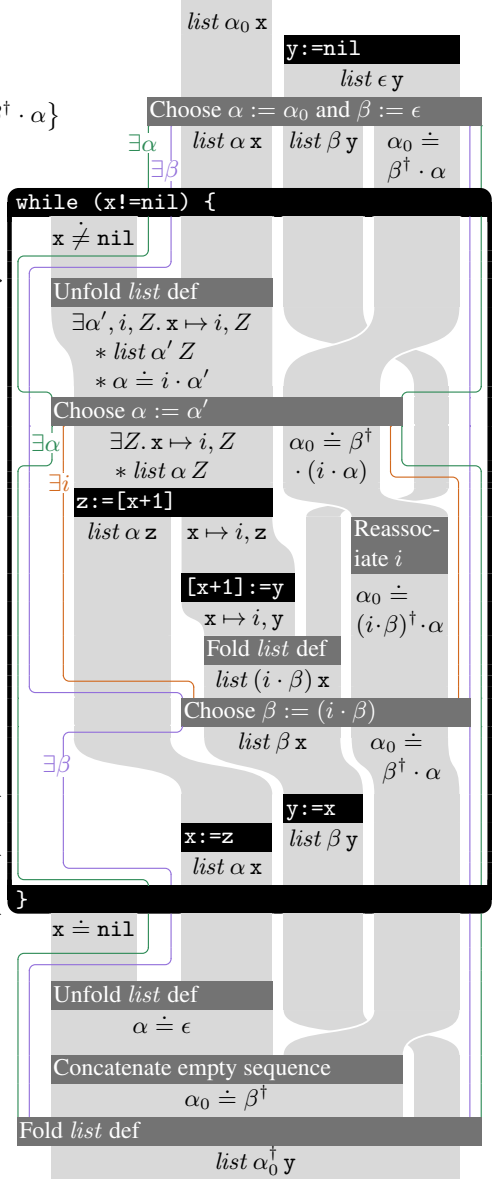 list α₀ x
y:=nil
list ϵ y
† · α}
Choose α := α₀ and β := ϵ
∃α list α x list β y α₀ ≐
∃β β† · α
while (x!=nil) {
x ≐̸ nil
Unfold list def
∃α′, i, Z. x ↦ i, Z
∗ list α′ Z
∗ α ≐ i · α′
Choose α := α′
∃α ∃Z. x ↦ i, Z α₀ ≐ β†
∗ list α Z · (i · α)
∃i
z:=[x+1]
list α z x ↦ i, z Reassoc-
iate i
[x+1]:=y α₀ ≐
x ↦ i, y (i·β)†·α
Fold list def
list (i · β) x
Choose β := (i · β)
list β x α₀ ≐
∃β β† · α
y:=x
x:=z list β y
list α x
}
x ≐ nil
Unfold list def
α ≐ ϵ
Concatenate empty sequence
α₀ ≐ β†
Fold list def
list α₀† y